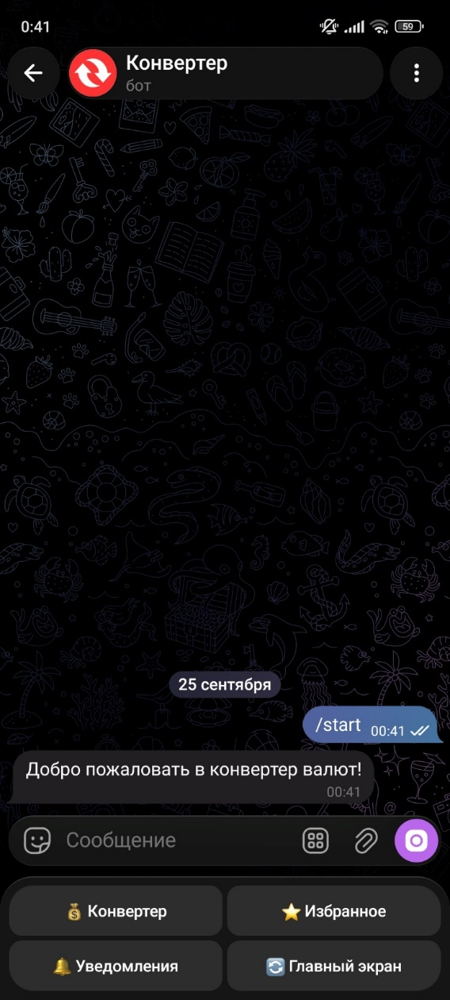 0:41
59
Конвертер
бот
25 сентября
/start 00:41
Добро пожаловать в конвертер валют!
00:41
Сообщение
💰 Конвертер
⭐ Избранное
🔔 Уведомления
🔄 Главный экран